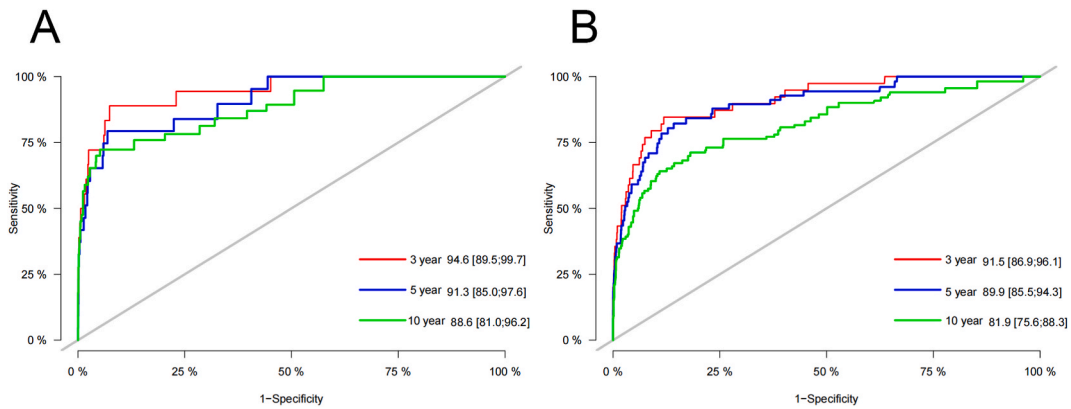 A
100 %
75 %
50 %
25 %
0 %
Sensitivity
3 year 94.6 [89.5;99.7]
5 year 91.3 [85.0;97.6]
10 year 88.6 [81.0;96.2]
0 %
25 %
50 %
75 %
100 %
1-Specificity
B
100 %
75 %
50 %
25 %
0 %
Sensitivity
3 year 91.5 [86.9;96.1]
5 year 89.9 [85.5;94.3]
10 year 81.9 [75.6;88.3]
0 %
25 %
50 %
75 %
100 %
1-Specificity